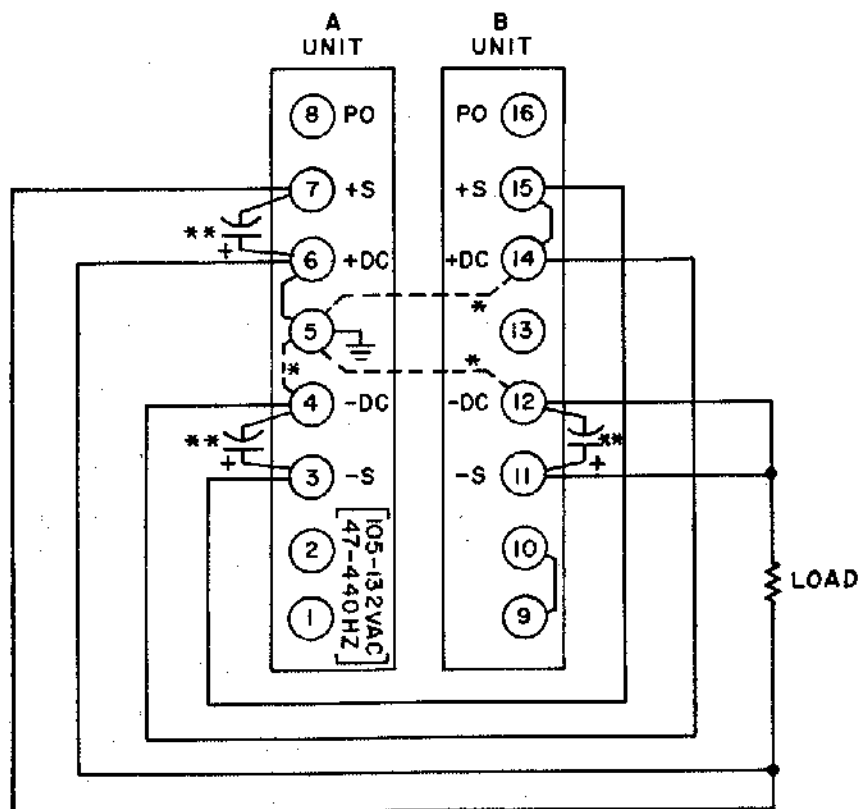 A UNIT
B UNIT
8 PO
PO 16
7 +S
+S 15
**
+
6 +DC
+DC 14
*
5
13
*
*
4 -DC
-DC 12
**
+
**
+
3 -S
-S 11
2
10
1
9
[105-132VAC
47-440HZ]
LOAD